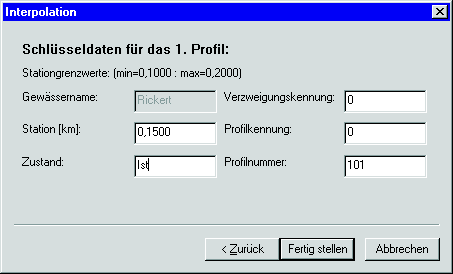 Interpolation
Schlüsseldaten für das 1. Profil:
Stationgrenzwerte: (min=0,1000 : max=0,2000)
Gewässername: Rickert Verzweigungskennung: 0
Station [km]: 0,1500 Profilkennung: 0
Zustand: Ist Profilnummer: 101
< Zurück Fertig stellen Abbrechen